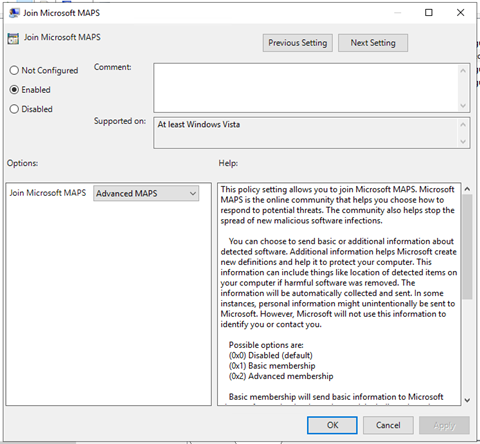 Join Microsoft MAPS
Join Microsoft MAPS
Previous Setting
Next Setting
Not Configured
Comment:
Enabled
Disabled
Supported on:
At least Windows Vista
Options:
Help:
Join Microsoft MAPS
Advanced MAPS
This policy setting allows you to join Microsoft MAPS. Microsoft
MAPS is the online community that helps you choose how to
respond to potential threats. The community also helps stop the
spread of new malicious software infections.
You can choose to send basic or additional information about
detected software. Additional information helps Microsoft create
new definitions and help it to protect your computer. This
information can include things like location of detected items on
your computer if harmful software was removed. The
information will be automatically collected and sent. In some
instances, personal information might unintentionally be sent to
Microsoft. However, Microsoft will not use this information to
identify you or contact you.
Possible options are:
(0x0) Disabled (default)
(0x1) Basic membership
(0x2) Advanced membership
Basic membership will send basic information to Microsoft
OK
Cancel
Apply